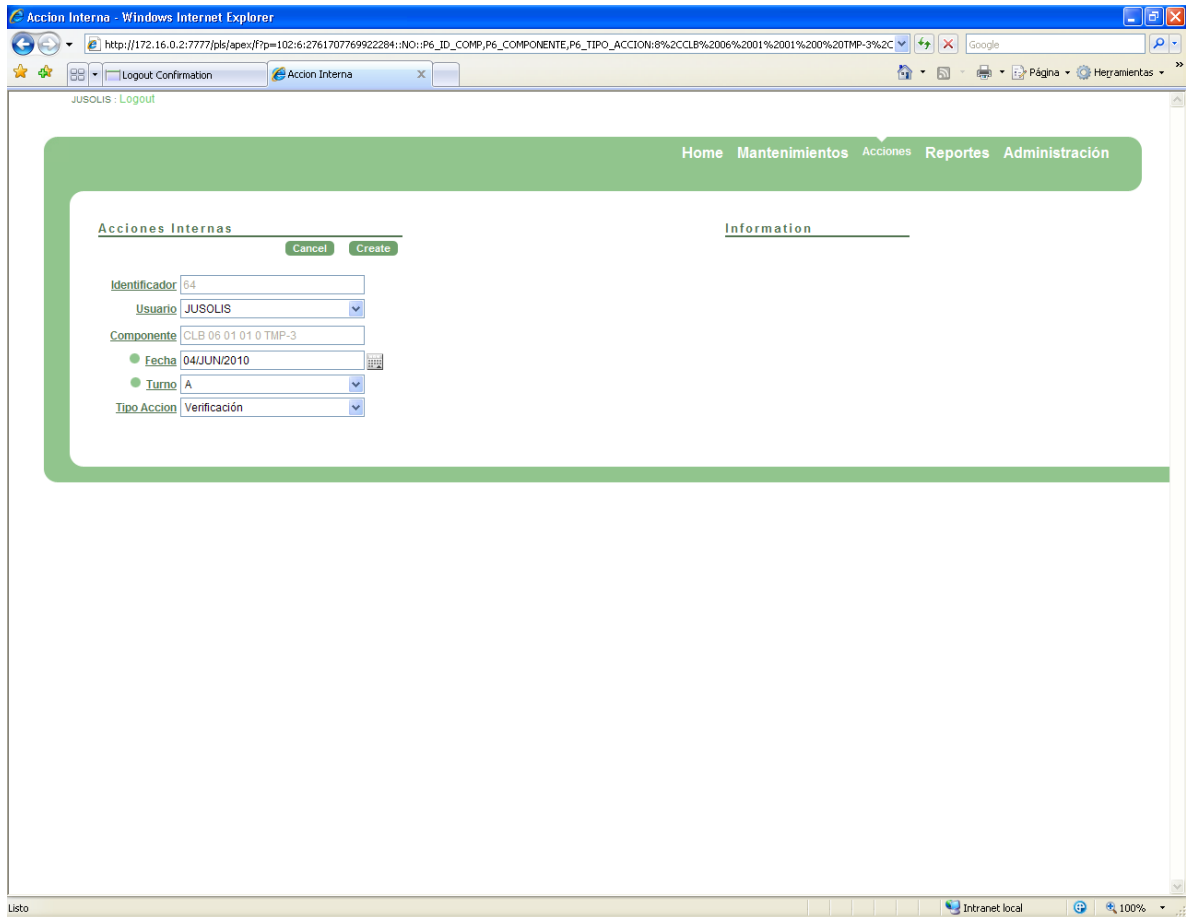 Accion Interna - Windows Internet Explorer
http://172.16.0.2:7777/pls/apex/f?p=102:6:2761707769922284::NO::P6_ID_COMP,P6_COMPONENTE,P6_TIPO_ACCION:8%2CCLB%2006%2001%2001%200%20TMP-3%2C
Google
Logout Confirmation
Accion Interna
Página
Herramientas
JUSOLIS : Logout
Home Mantenimientos Acciones Reportes Administración
Acciones Internas
Information
Cancel Create
Identificador 64
Usuario JUSOLIS
Componente CLB 06 01 01 0 TMP-3
Fecha 04/JUN/2010
Turno A
Tipo Accion Verificación
Listo
Intranet local
100%